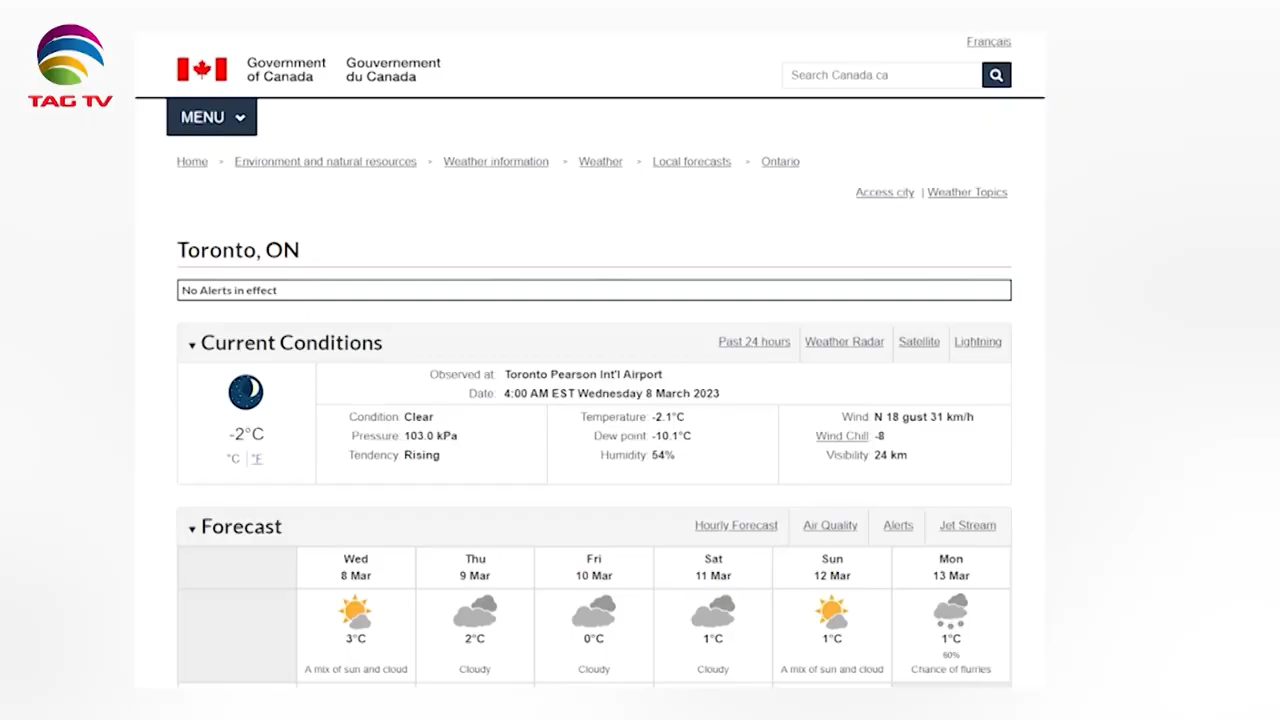 TAG TV
Français
Government of Canada
Gouvernement du Canada
Search Canada.ca
MENU
Home > Environment and natural resources > Weather information > Weather > Local forecasts > Ontario
Access city | Weather Topics
Toronto, ON
No Alerts in effect
Current Conditions
Past 24 hours Weather Radar Satellite Lightning
Observed at: Toronto Pearson Int'l Airport
Date: 4:00 AM EST Wednesday 8 March 2023
-2°C
°C | °F
Condition: Clear
Pressure: 103.0 kPa
Tendency: Rising
Temperature: -2.1°C
Dew point: -10.1°C
Humidity: 54%
Wind: N 18 gust 31 km/h
Wind Chill: -8
Visibility: 24 km
Forecast
Hourly Forecast Air Quality Alerts Jet Stream
Wed Thu Fri Sat Sun Mon
8 Mar 9 Mar 10 Mar 11 Mar 12 Mar 13 Mar
3°C 2°C 0°C 1°C 1°C 1°C
60%
A mix of sun and cloud Cloudy Cloudy Cloudy A mix of sun and cloud Chance of flurries